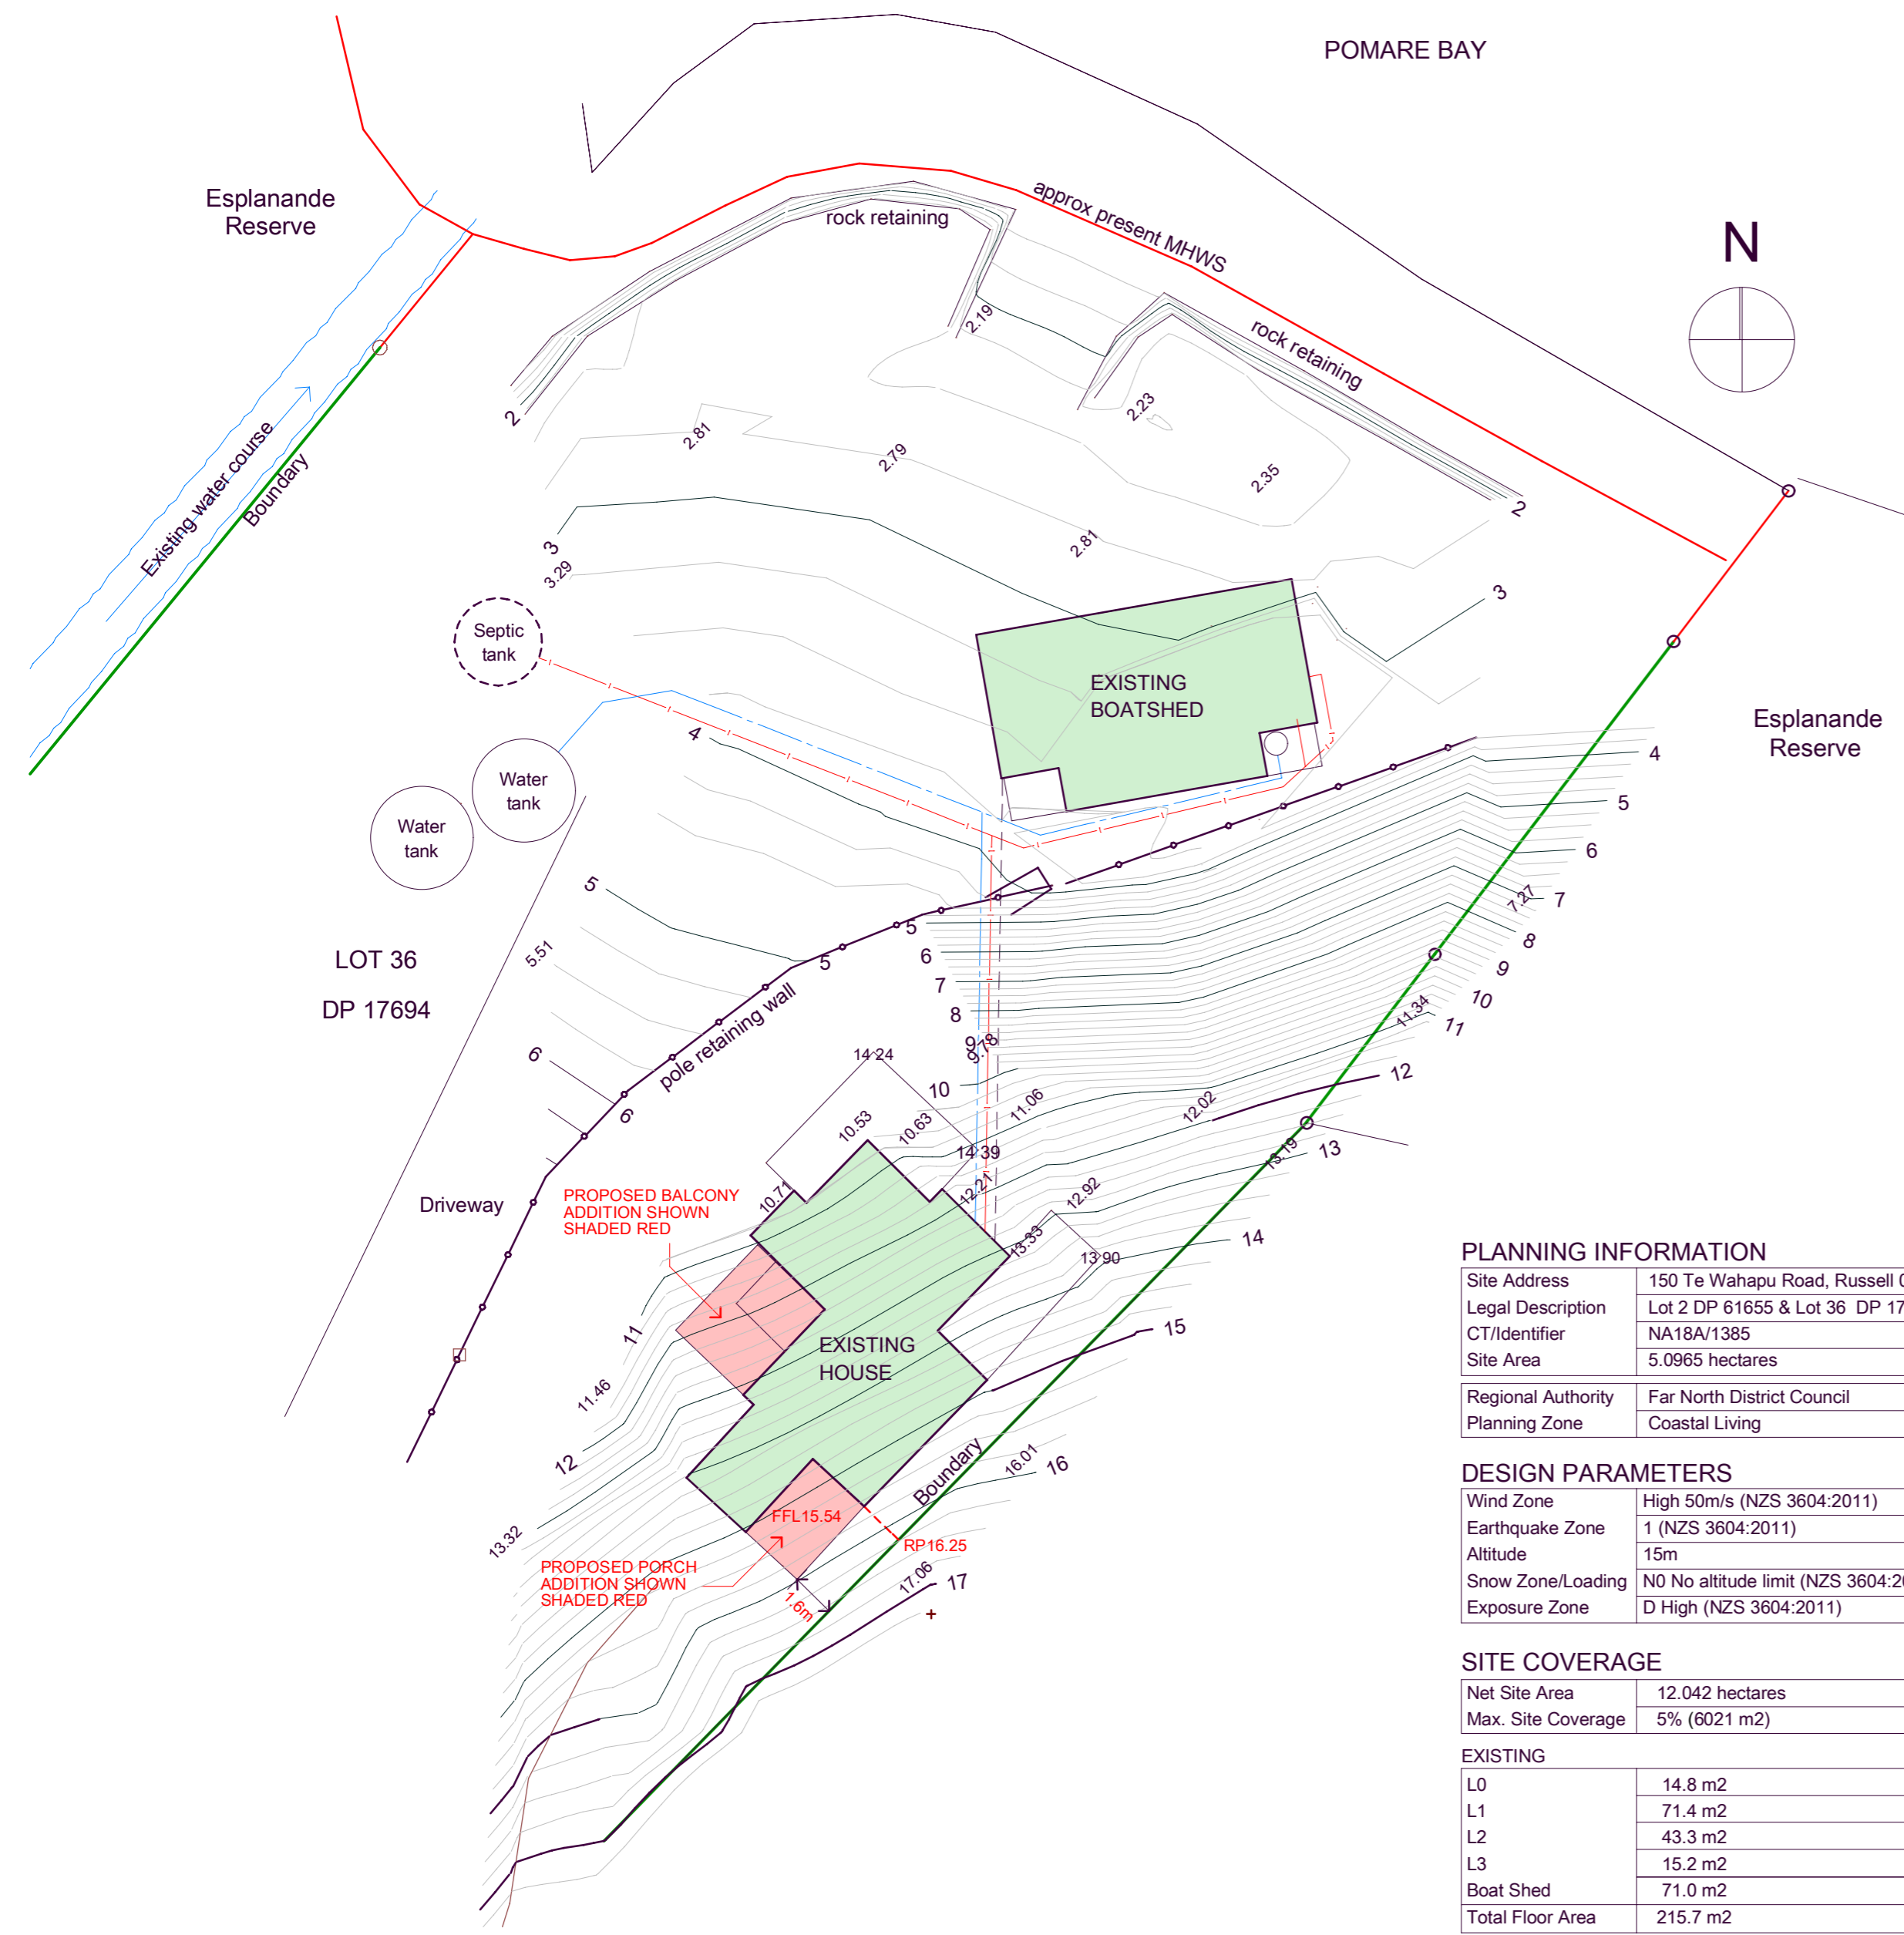 POMARE BAY
Esplanande
Reserve
approx present MHWS
rock retaining
N
2.19
rock retaining
2
2.23
2.81
2.79
2.35
Existing water course
Boundary
2
3
2.81
3.29
3
Septic
tank
EXISTING
BOATSHED
Esplanande
Reserve
4
4
Water
tank
5
Water
tank
6
5
7.27
7
5
8
LOT 36
5.51
6
5
9
DP 17694
7
10
pole retaining wall
8
11.34
11
9
9.78
6
14.24
12
10
6
11.06
12.02
10.53
10.63
14.39
13.19
13
Driveway
PROPOSED BALCONY
ADDITION SHOWN
SHADED RED
10.71
12.21
12.92
13.33
13.90
14
11
15
EXISTING
HOUSE
11.46
12
Boundary
16.01
16
FFL15.54
13.32
RP16.25
PROPOSED PORCH
ADDITION SHOWN
SHADED RED
1.6m
17.06
17
PLANNING INFORMATION
Site Address 150 Te Wahapu Road, Russell
Legal Description Lot 2 DP 61655 & Lot 36 DP 17
CT/Identifier NA18A/1385
Site Area 5.0965 hectares
Regional Authority Far North District Council
Planning Zone Coastal Living
DESIGN PARAMETERS
Wind Zone High 50m/s (NZS 3604:2011)
Earthquake Zone 1 (NZS 3604:2011)
Altitude 15m
Snow Zone/Loading N0 No altitude limit (NZS 3604:2
Exposure Zone D High (NZS 3604:2011)
SITE COVERAGE
Net Site Area 12.042 hectares
Max. Site Coverage 5% (6021 m2)
EXISTING
L0 14.8 m2
L1 71.4 m2
L2 43.3 m2
L3 15.2 m2
Boat Shed 71.0 m2
Total Floor Area 215.7 m2